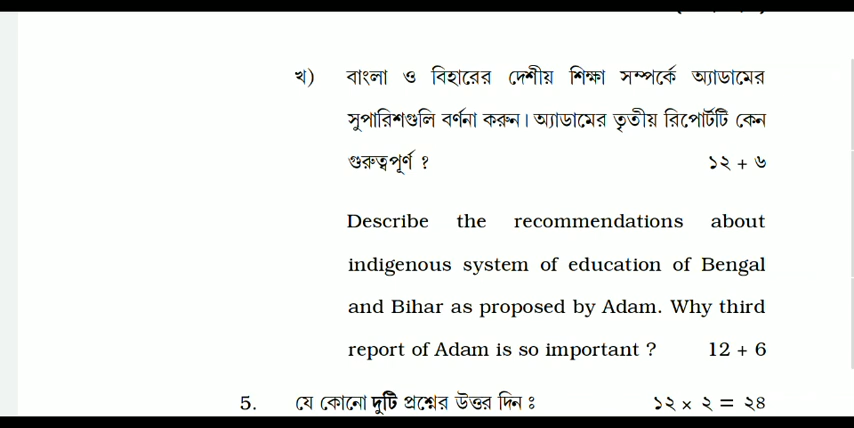 খ) বাংলা ও বিহারের দেশীয় শিক্ষা সম্পর্কে অ্যাডামের
সুপারিশগুলি বর্ণনা করুন। অ্যাডামের তৃতীয় রিপোর্টটি কেন
গুরুত্বপূর্ণ ? ১২ + ৬
Describe the recommendations about
indigenous system of education of Bengal
and Bihar as proposed by Adam. Why third
report of Adam is so important ? 12 + 6
5. যে কোনো দুটি প্রশ্নের উত্তর দিন ঃ ১২ × ২ = ২৪